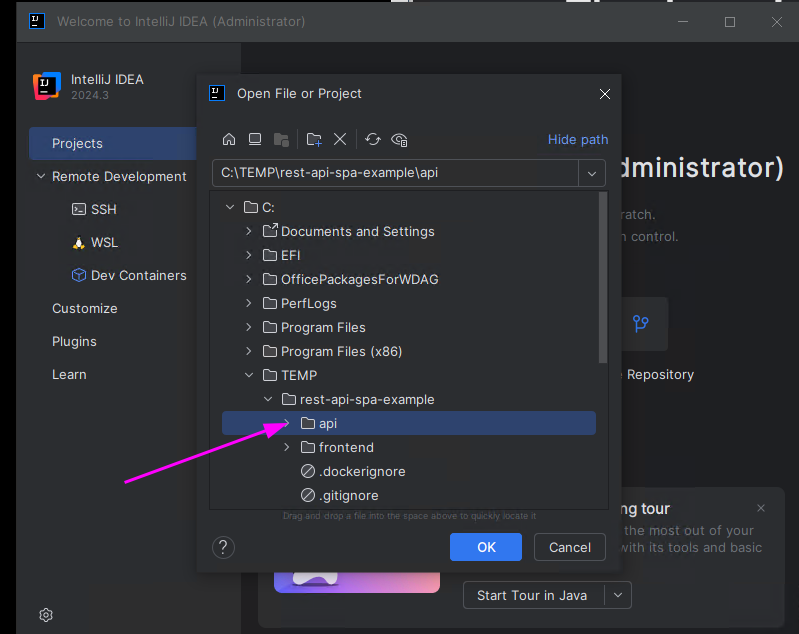 Welcome to IntelliJ IDEA (Administrator)
IntelliJ IDEA
2024.3
Projects
Remote Development
SSH
WSL
Dev Containers
Customize
Plugins
Learn
Open File or Project
Hide path
C:\TEMP\rest-api-spa-example\api
C:
Documents and Settings
EFI
OfficePackagesForWDAG
PerfLogs
Program Files
Program Files (x86)
TEMP
rest-api-spa-example
api
frontend
.dockerignore
.gitignore
Drag and drop a file into the space above to quickly locate it
?
OK
Cancel
dministrator)
ratch.
control.
Repository
ng tour
the most out of your
with its tools and basic
Start Tour in Java